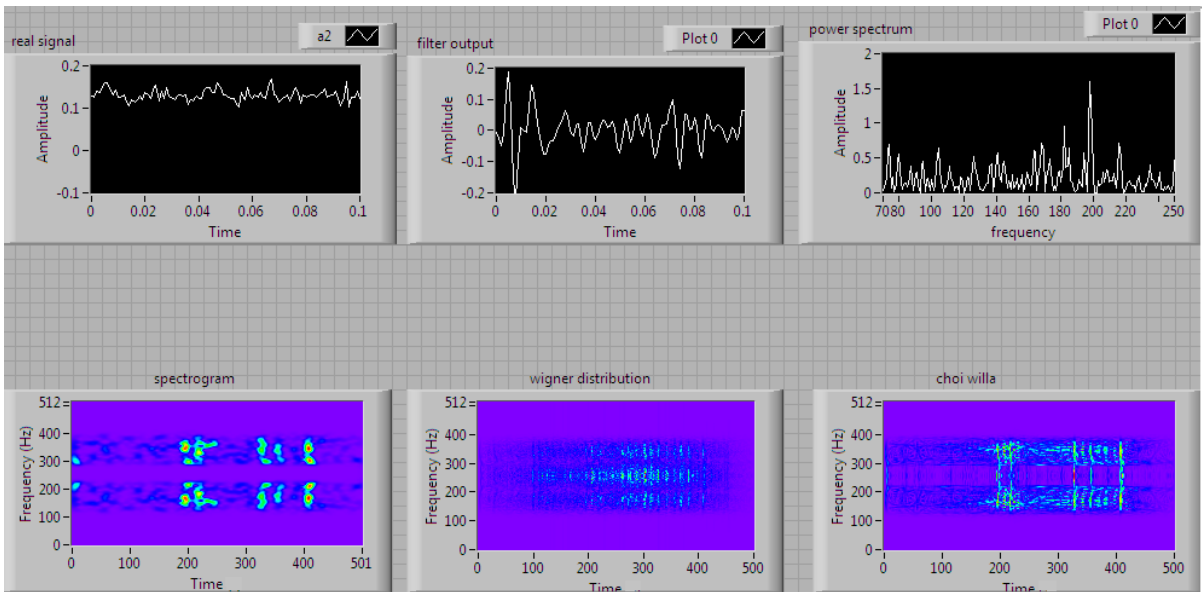 real signal
a2
0.2
0.1
0
-0.1
Amplitude
0 0.02 0.04 0.06 0.08 0.1
Time
filter output
Plot 0
0.2
0.1
0
-0.1
-0.2
Amplitude
0 0.02 0.04 0.06 0.08 0.1
Time
power spectrum
Plot 0
2
1.5
1
0.5
0
Amplitude
70 80 100 120 140 160 180 200 220 250
frequency
spectrogram
512
400
300
200
100
0
Frequency (Hz)
0 100 200 300 400 501
Time
wigner distribution
512
400
300
200
100
0
Frequency (Hz)
0 100 200 300 400 500
Time
choi willa
512
400
300
200
100
0
Frequency (Hz)
0 100 200 300 400 500
Time